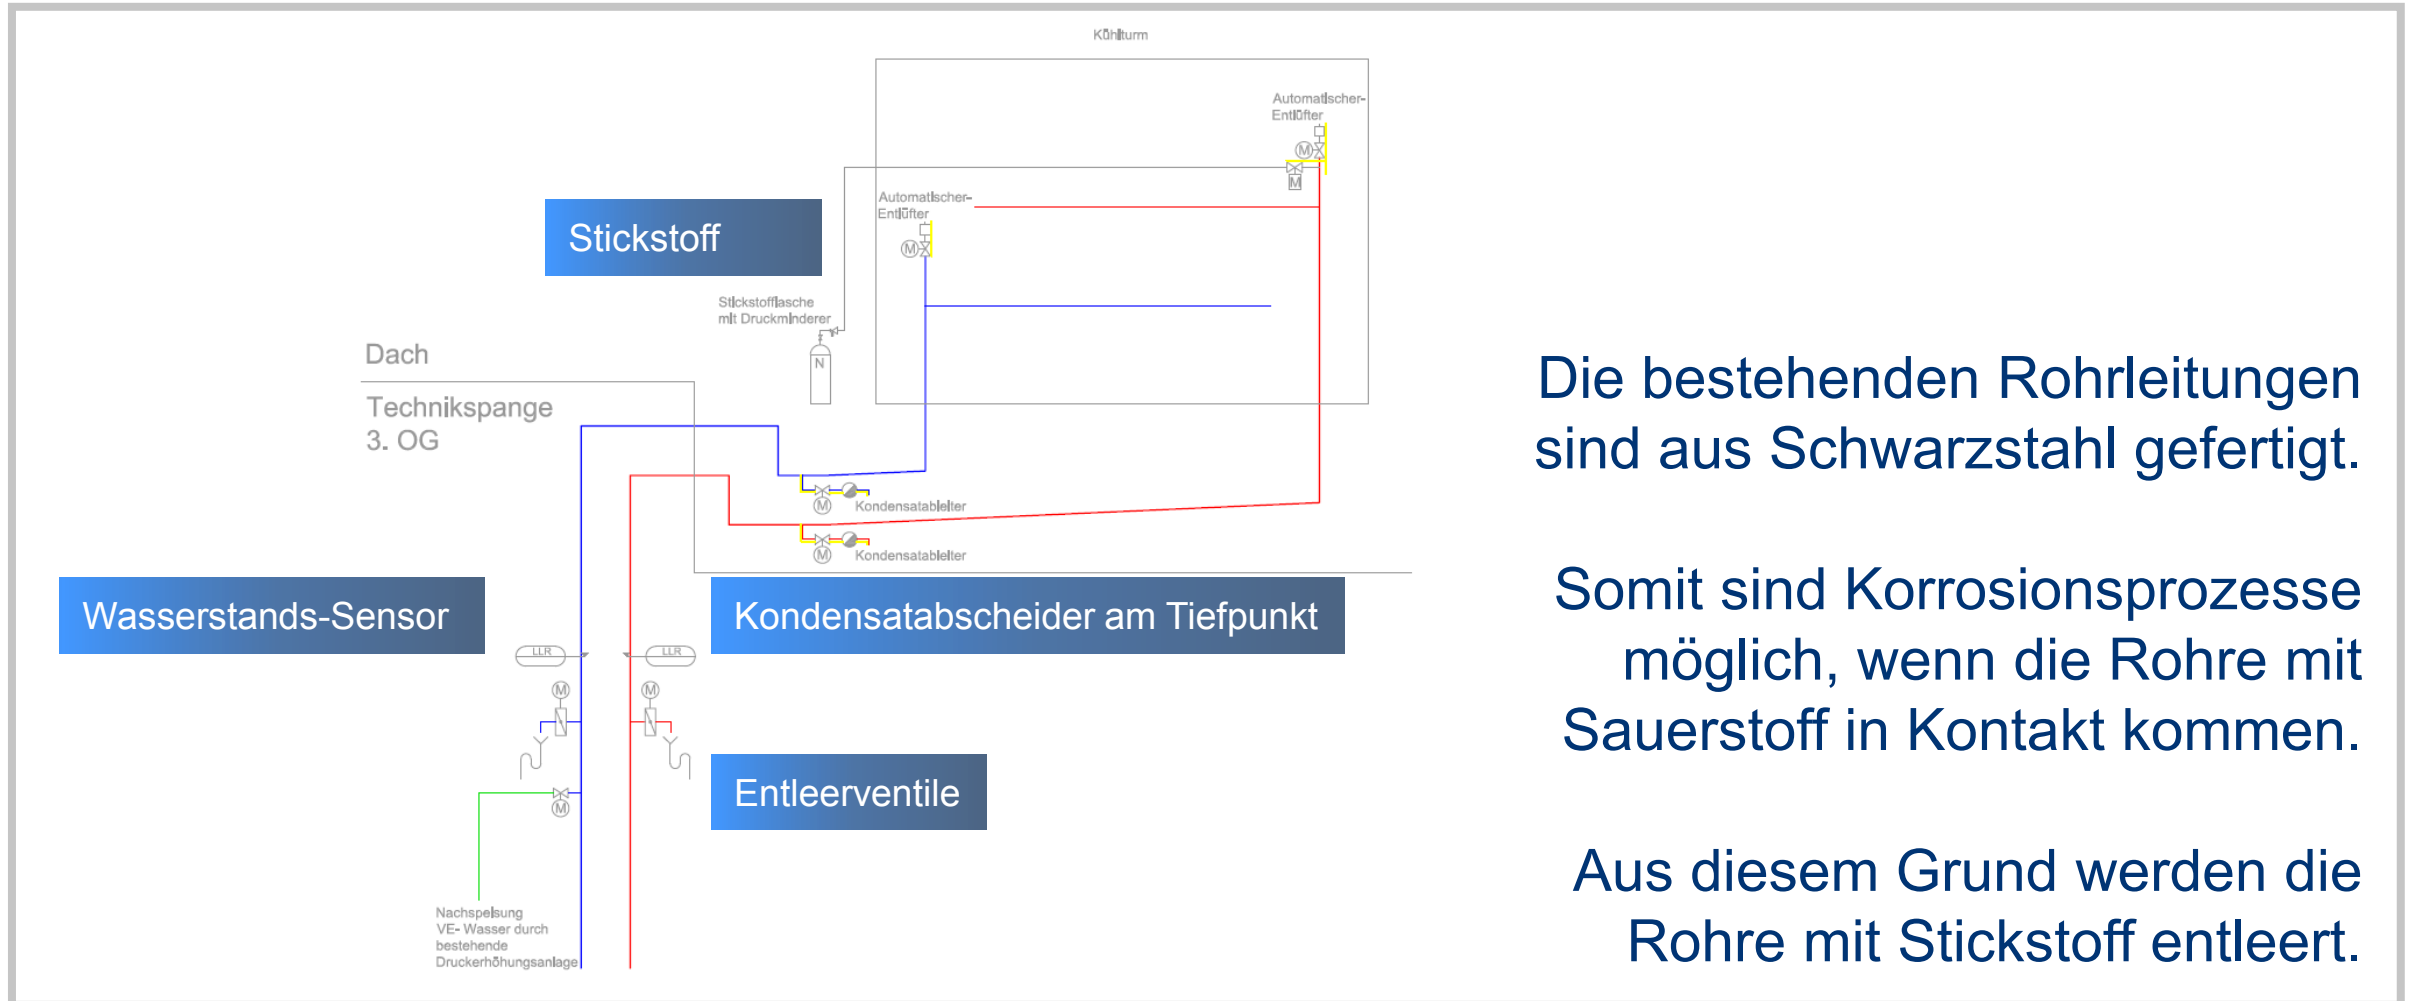 Kühlturm
Automatischer-
Entlüfter
M
M
Automatischer-
Entlüfter
M
Stickstoff
Stickstofflasche
mit Druckminderer
N
Dach
Technikspange
3. OG
M
Kondensatableiter
M
Kondensatableiter
Wasserstands-Sensor
Kondensatabscheider am Tiefpunkt
LLR
LLR
M
M
Entleerventile
M
Nachspeisung
VE- Wasser durch
bestehende
Druckerhöhungsanlage
Die bestehenden Rohrleitungen
sind aus Schwarzstahl gefertigt.
Somit sind Korrosionsprozesse
möglich, wenn die Rohre mit
Sauerstoff in Kontakt kommen.
Aus diesem Grund werden die
Rohre mit Stickstoff entleert.